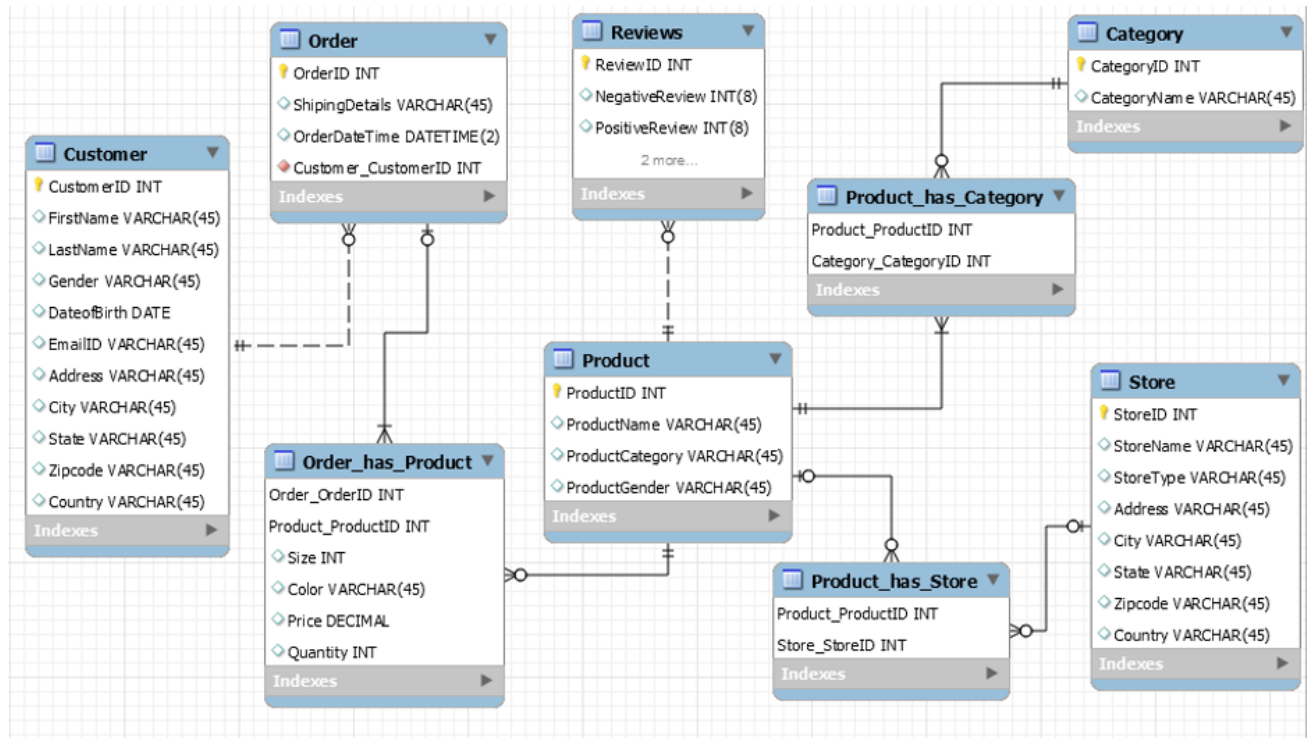 Order
OrderID INT
ShipingDetails VARCHAR(45)
OrderDateTime DATETIME(2)
Customer_CustomerID INT
Indexes
Reviews
ReviewID INT
NegativeReview INT(8)
PositiveReview INT(8)
2 more...
Indexes
Category
CategoryID INT
CategoryName VARCHAR(45)
Indexes
Customer
CustomerID INT
FirstName VARCHAR(45)
LastName VARCHAR(45)
Gender VARCHAR(45)
DateofBirth DATE
EmailID VARCHAR(45)
Address VARCHAR(45)
City VARCHAR(45)
State VARCHAR(45)
Zipcode VARCHAR(45)
Country VARCHAR(45)
Indexes
Product_has_Category
Product_ProductID INT
Category_CategoryID INT
Indexes
Product
ProductID INT
ProductName VARCHAR(45)
ProductCategory VARCHAR(45)
ProductGender VARCHAR(45)
Indexes
Store
StoreID INT
StoreName VARCHAR(45)
StoreType VARCHAR(45)
Address VARCHAR(45)
City VARCHAR(45)
State VARCHAR(45)
Zipcode VARCHAR(45)
Country VARCHAR(45)
Indexes
Order_has_Product
Order_OrderID INT
Product_ProductID INT
Size INT
Color VARCHAR(45)
Price DECIMAL
Quantity INT
Indexes
Product_has_Store
Product_ProductID INT
Store_StoreID INT
Indexes